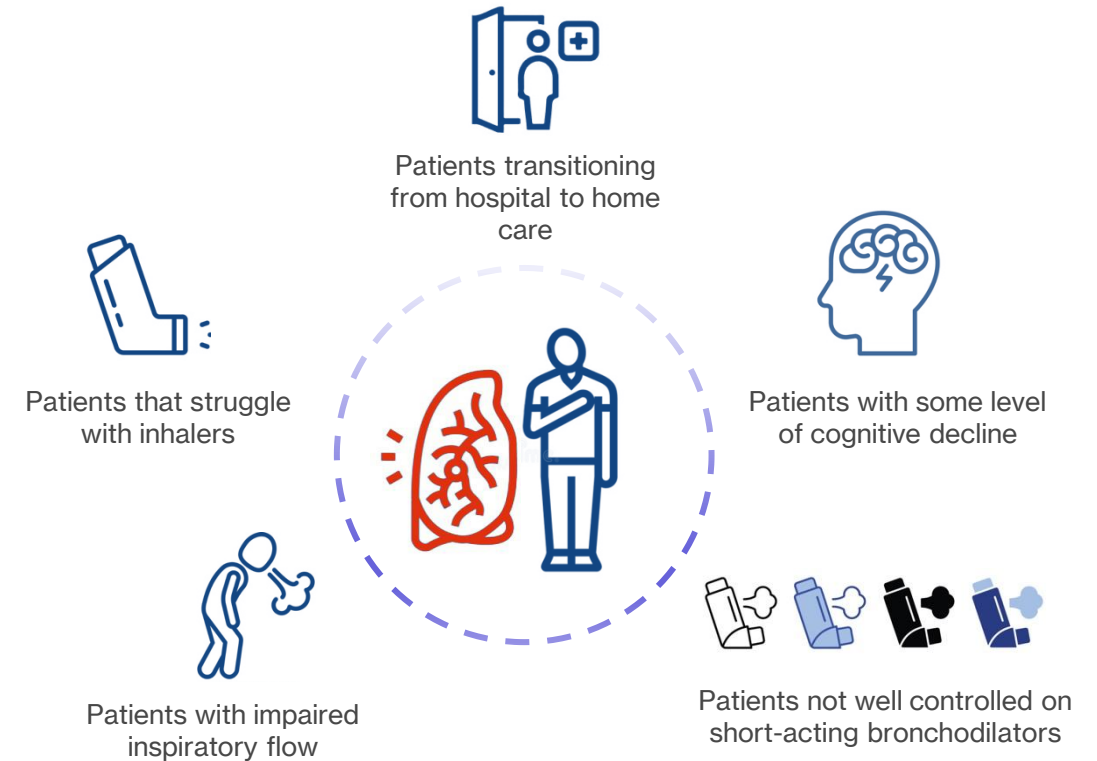 Patients transitioning
from hospital to home
care
Patients that struggle
with inhalers
Patients with some level
of cognitive decline
Patients with impaired
inspiratory flow
Patients not well controlled on
short-acting bronchodilators